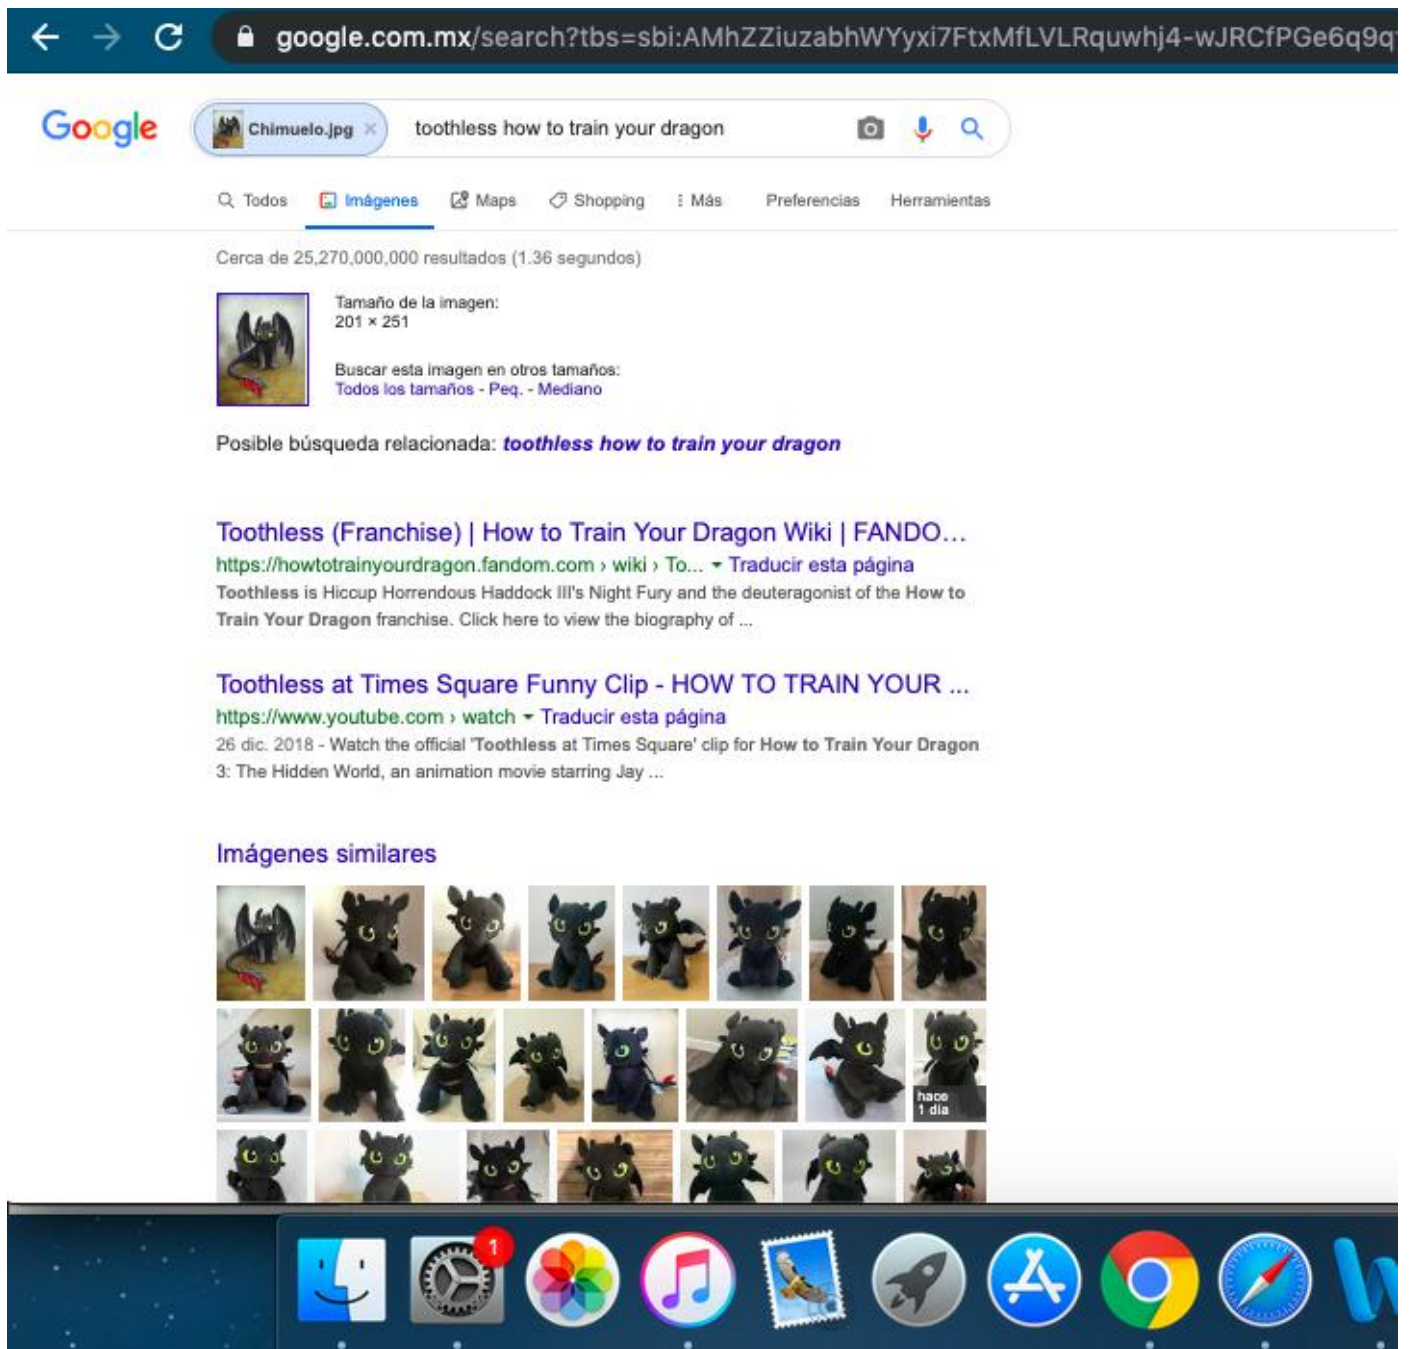 google.com.mx/search?tbs=sbi:AMhZZiuzabhWYyxi7FtxMfLVLRquwhj4-wJRCfPGe6q9q
Google
Chimuelo.jpg × toothless how to train your dragon
Todos Imágenes Maps Shopping Más Preferencias Herramientas
Cerca de 25,270,000,000 resultados (1.36 segundos)
Tamaño de la imagen:
201 × 251
Buscar esta imagen en otros tamaños:
Todos los tamaños - Peq. - Mediano
Posible búsqueda relacionada: toothless how to train your dragon
Toothless (Franchise) | How to Train Your Dragon Wiki | FANDO...
https://howtotrainyourdragon.fandom.com › wiki › To... Traducir esta página
Toothless is Hiccup Horrendous Haddock III's Night Fury and the deuteragonist of the How to
Train Your Dragon franchise. Click here to view the biography of ...
Toothless at Times Square Funny Clip - HOW TO TRAIN YOUR ...
https://www.youtube.com › watch Traducir esta página
26 dic. 2018 - Watch the official 'Toothless at Times Square' clip for How to Train Your Dragon
3: The Hidden World, an animation movie starring Jay ...
Imágenes similares
hace
1 día
1